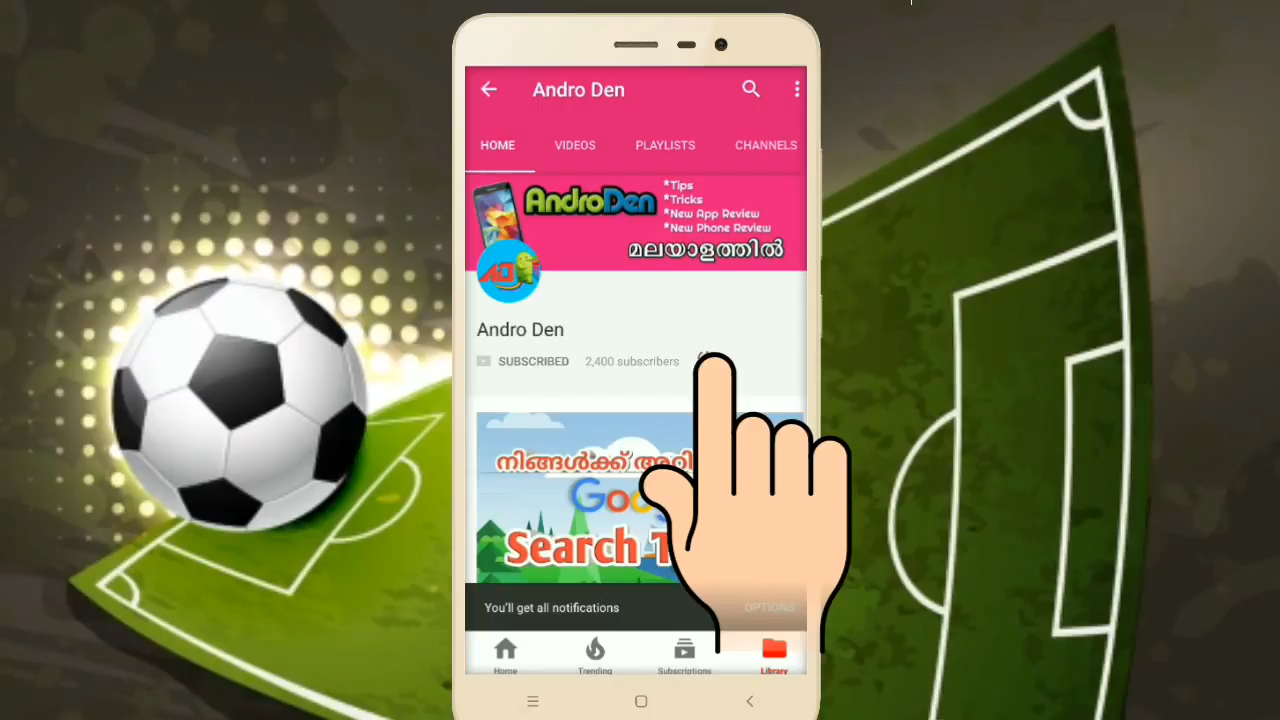 Andro Den
HOME VIDEOS PLAYLISTS CHANNELS
AndroDen
*Tips
*Tricks
*New App Review
*New Phone Review
മലയാളത്തിൽ
Andro Den
SUBSCRIBED 2,400 subscribers
നിങ്ങൾക്ക്
Search
You'll get all notifications OPTIONS
Home Trending Subscriptions Library